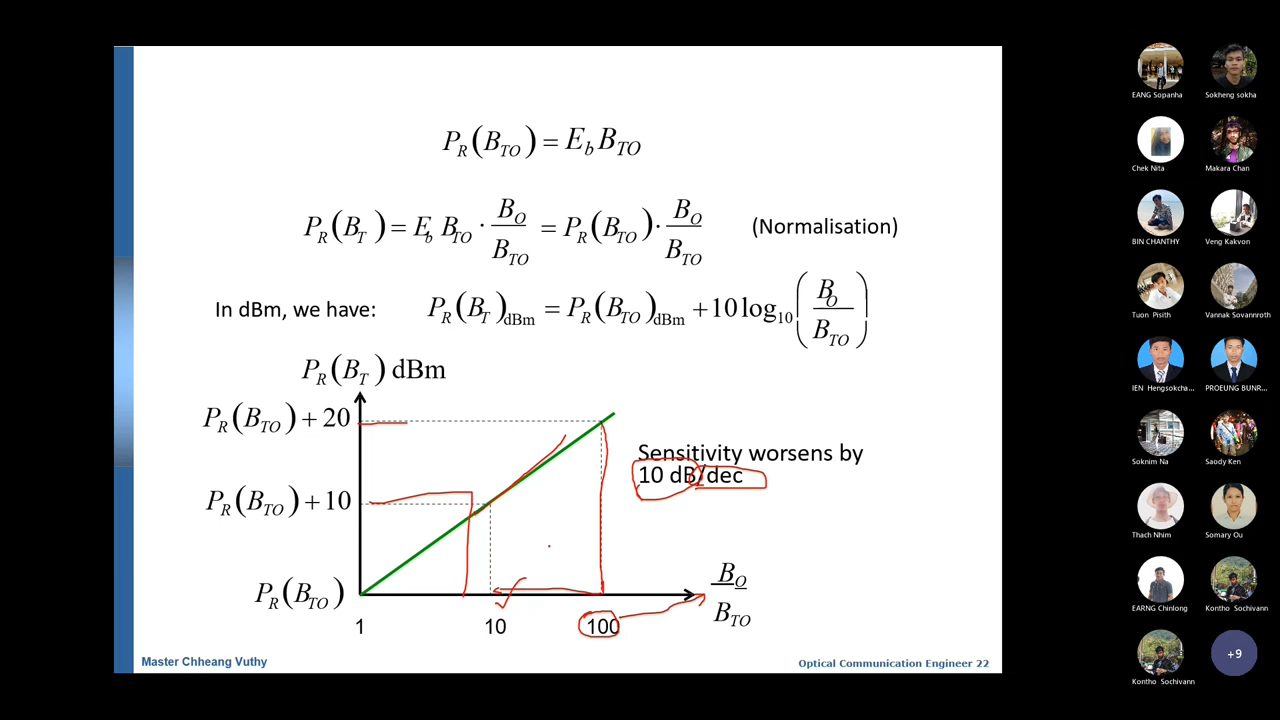 P_R(B_TO) = E_b B_TO
P_R(B_T) = E_b B_TO · B_O/B_TO = P_R(B_TO) · B_O/B_TO (Normalisation)
In dBm, we have: P_R(B_T)_dBm = P_R(B_TO)_dBm + 10 log_10 (B_O/B_TO)
P_R(B_T) dBm
P_R(B_TO) + 20
Sensitivity worsens by
10 dB/dec
P_R(B_TO) + 10
P_R(B_TO)
B_O/B_TO
1 10 100
Master Chheang Vuthy
Optical Communication Engineer 22
EANG Sopanha
Sokheng sokha
Chek Nita
Makara Chan
BIN CHANTHY
Veng Kakvon
Tuon Pisith
Vannak Sovannroth
IEN Hengsokcha...
PROEUNG BUNR...
Soknim Na
Saody Ken
Thach Nhim
Somary Ou
EARNG Chinlong
Kontho Sochivann
Kontho Sochivann
+9